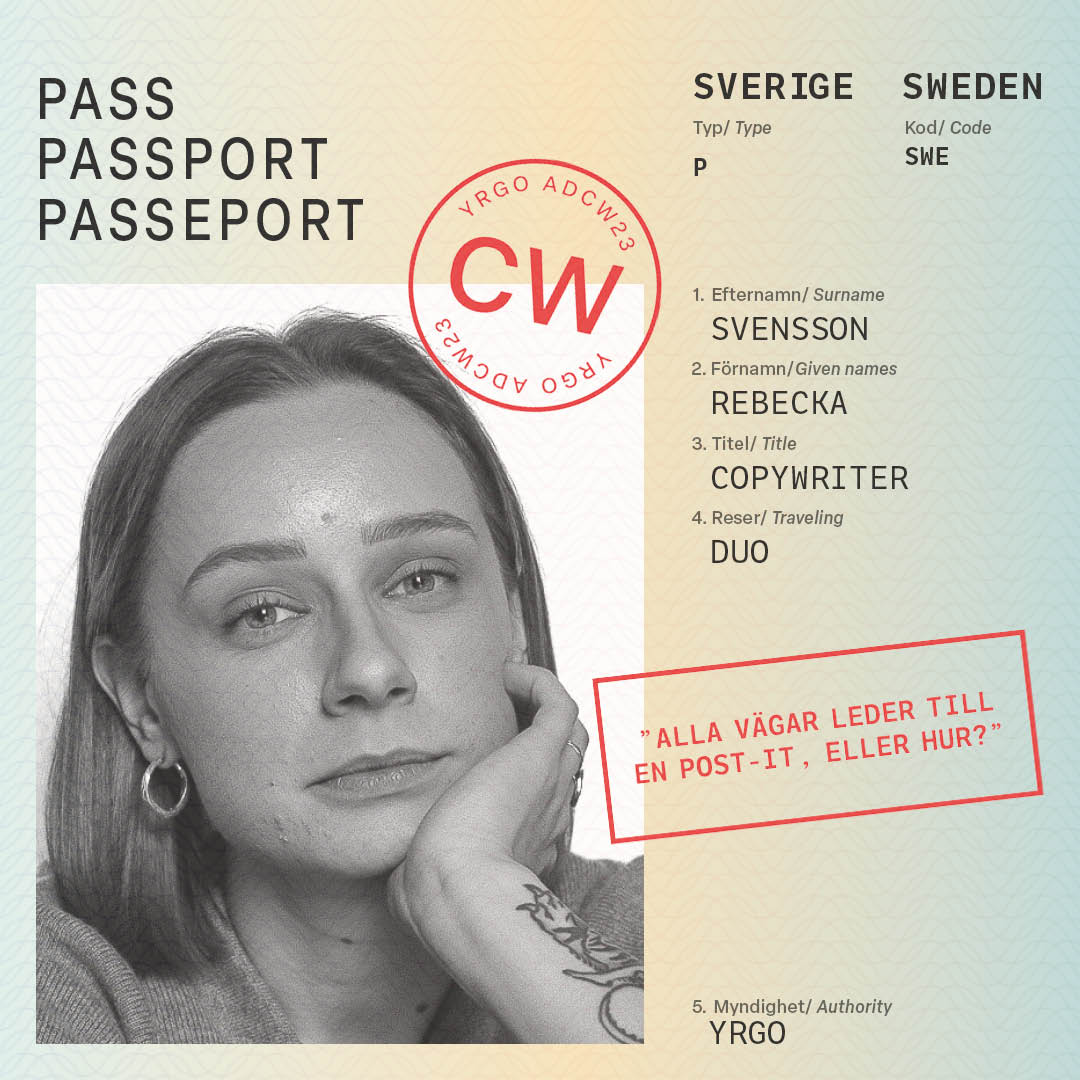 PASS
PASSPORT
PASSEPORT
YRGO ADCW23
CW
YRGO ADCW23
SVERIGE SWEDEN
Typ/ Type Kod/ Code
P SWE
1. Efternamn/ Surname
SVENSSON
2. Förnamn/Given names
REBECKA
3. Titel/ Title
COPYWRITER
4. Reser/ Traveling
DUO
”ALLA VÄGAR LEDER TILL
EN POST-IT, ELLER HUR?”
5. Myndighet/ Authority
YRGO